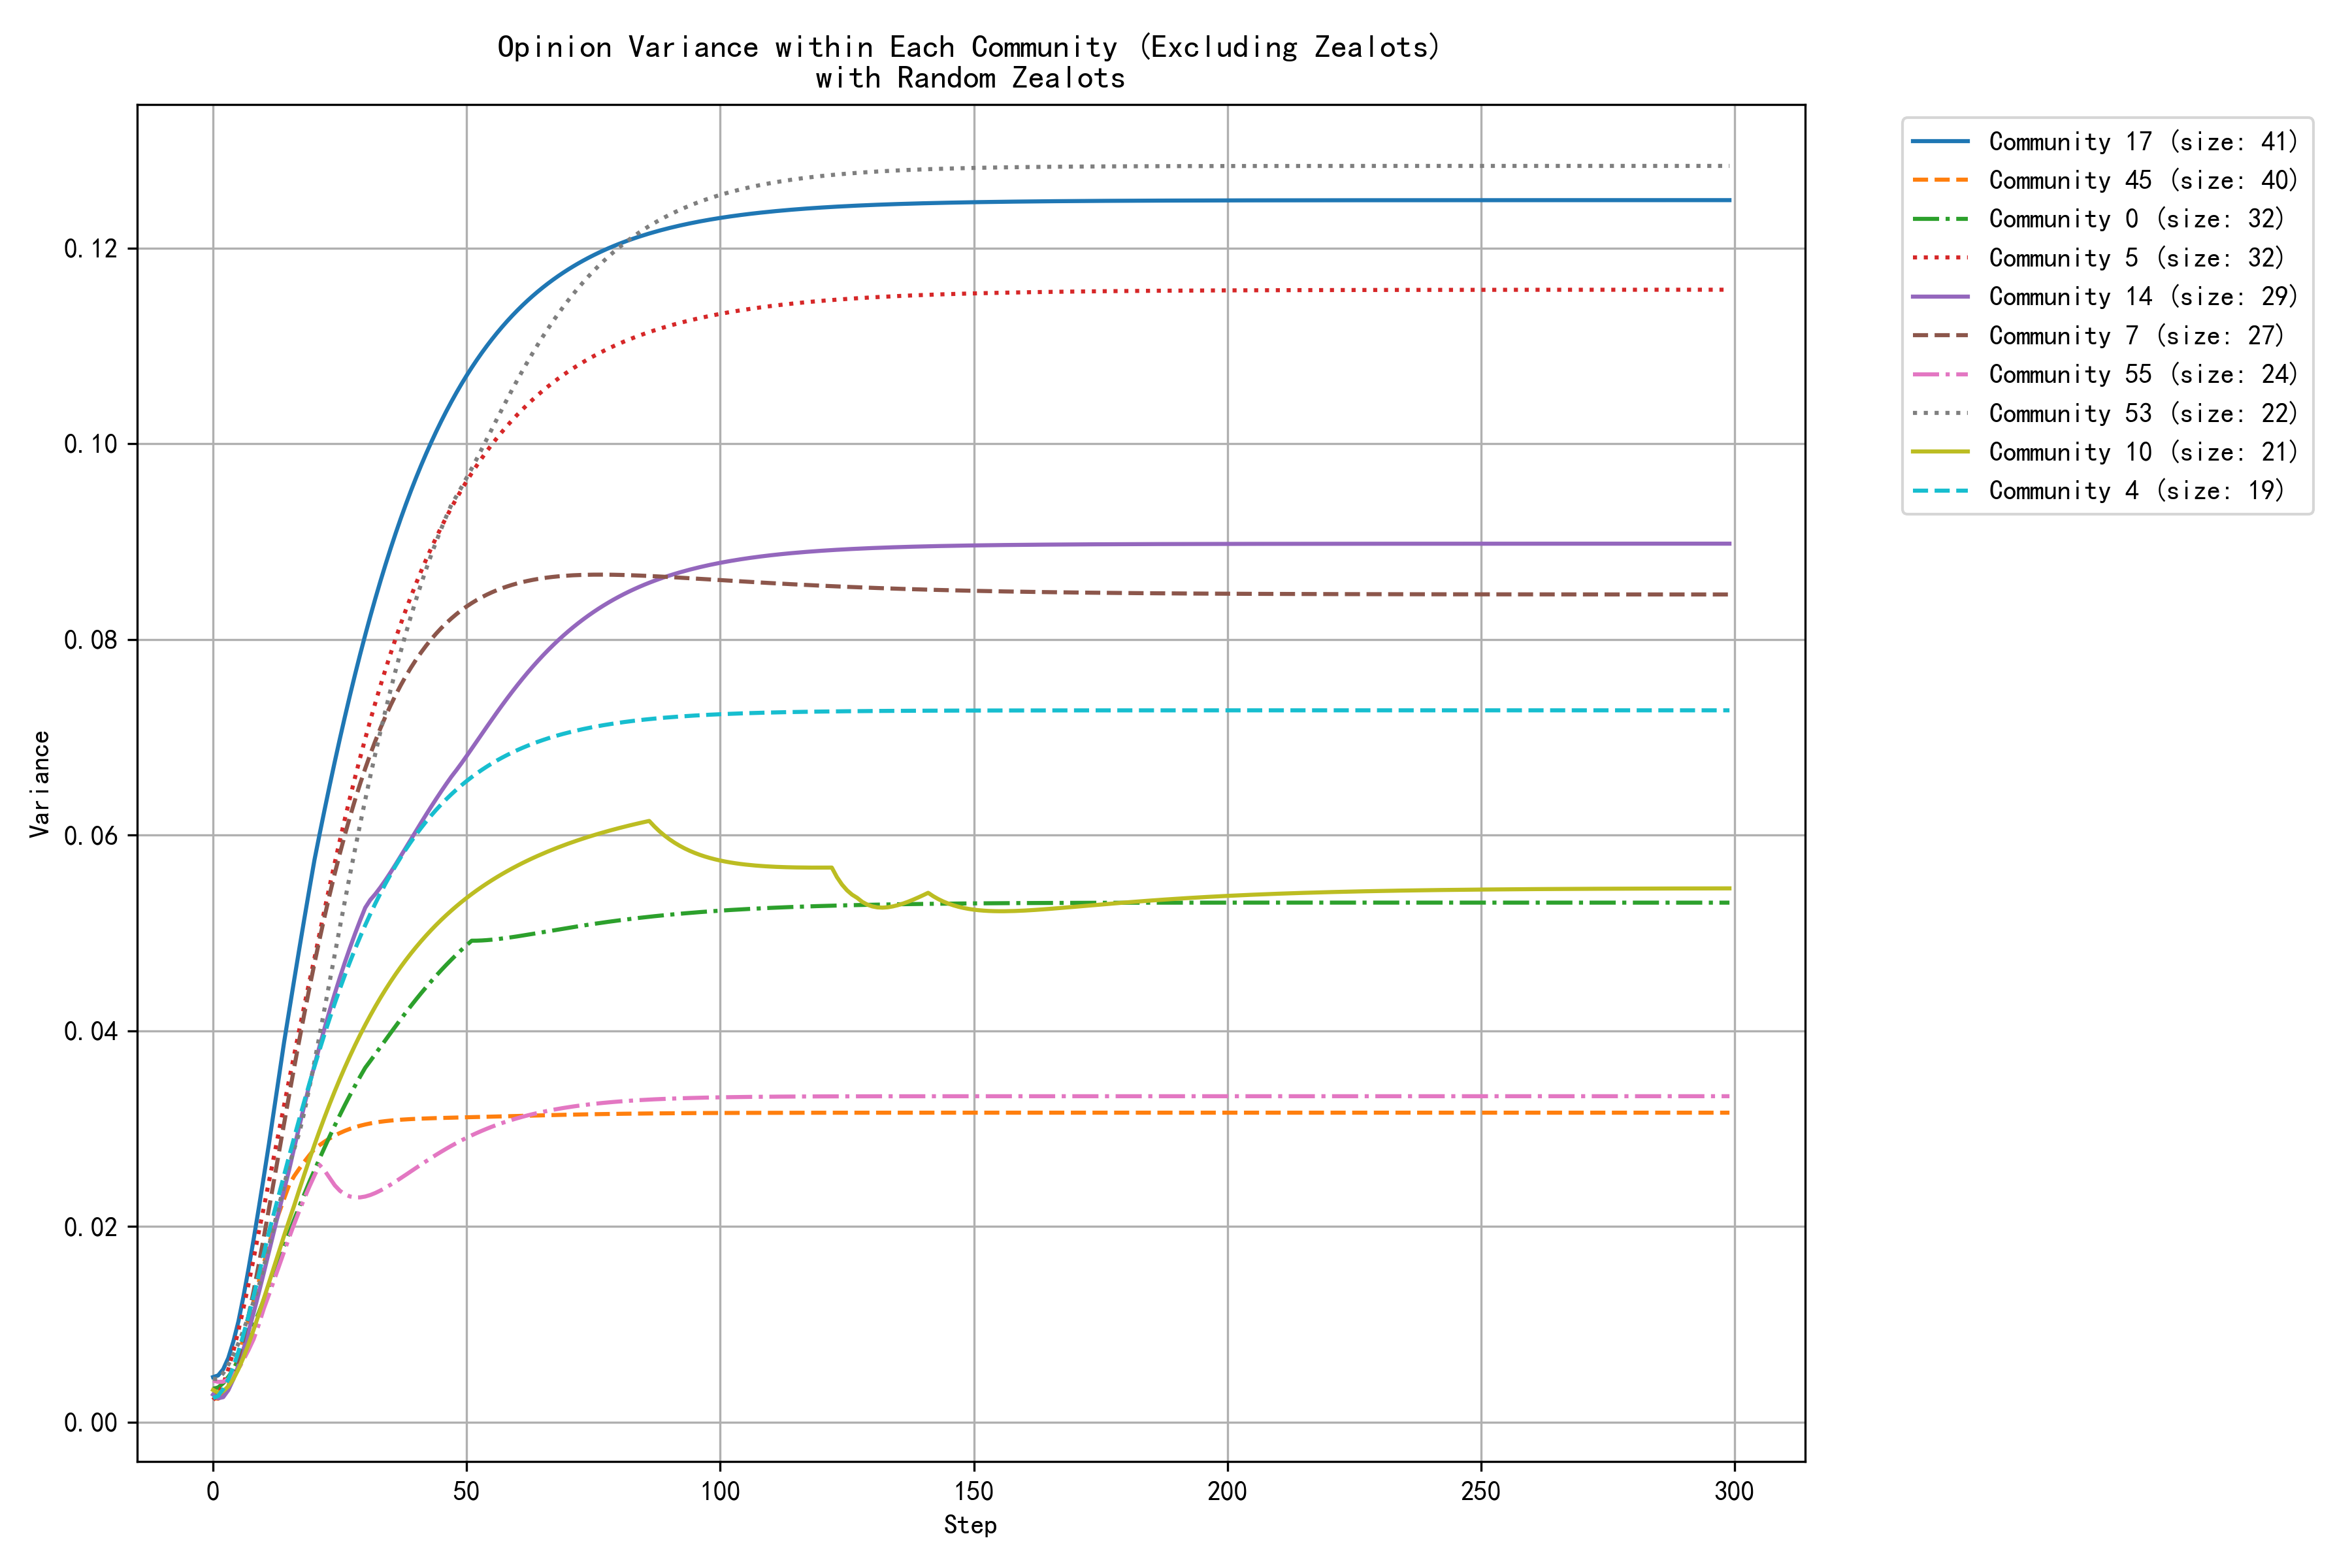 Opinion Variance within Each Community (Excluding Zealots)
with Random Zealots
Community 17 (size: 41)
Community 45 (size: 40)
Community 0 (size: 32)
Community 5 (size: 32)
Community 14 (size: 29)
Community 7 (size: 27)
Community 55 (size: 24)
Community 53 (size: 22)
Community 10 (size: 21)
Community 4 (size: 19)
Variance
0.12
0.10
0.08
0.06
0.04
0.02
0.00
0 50 100 150 200 250 300
Step